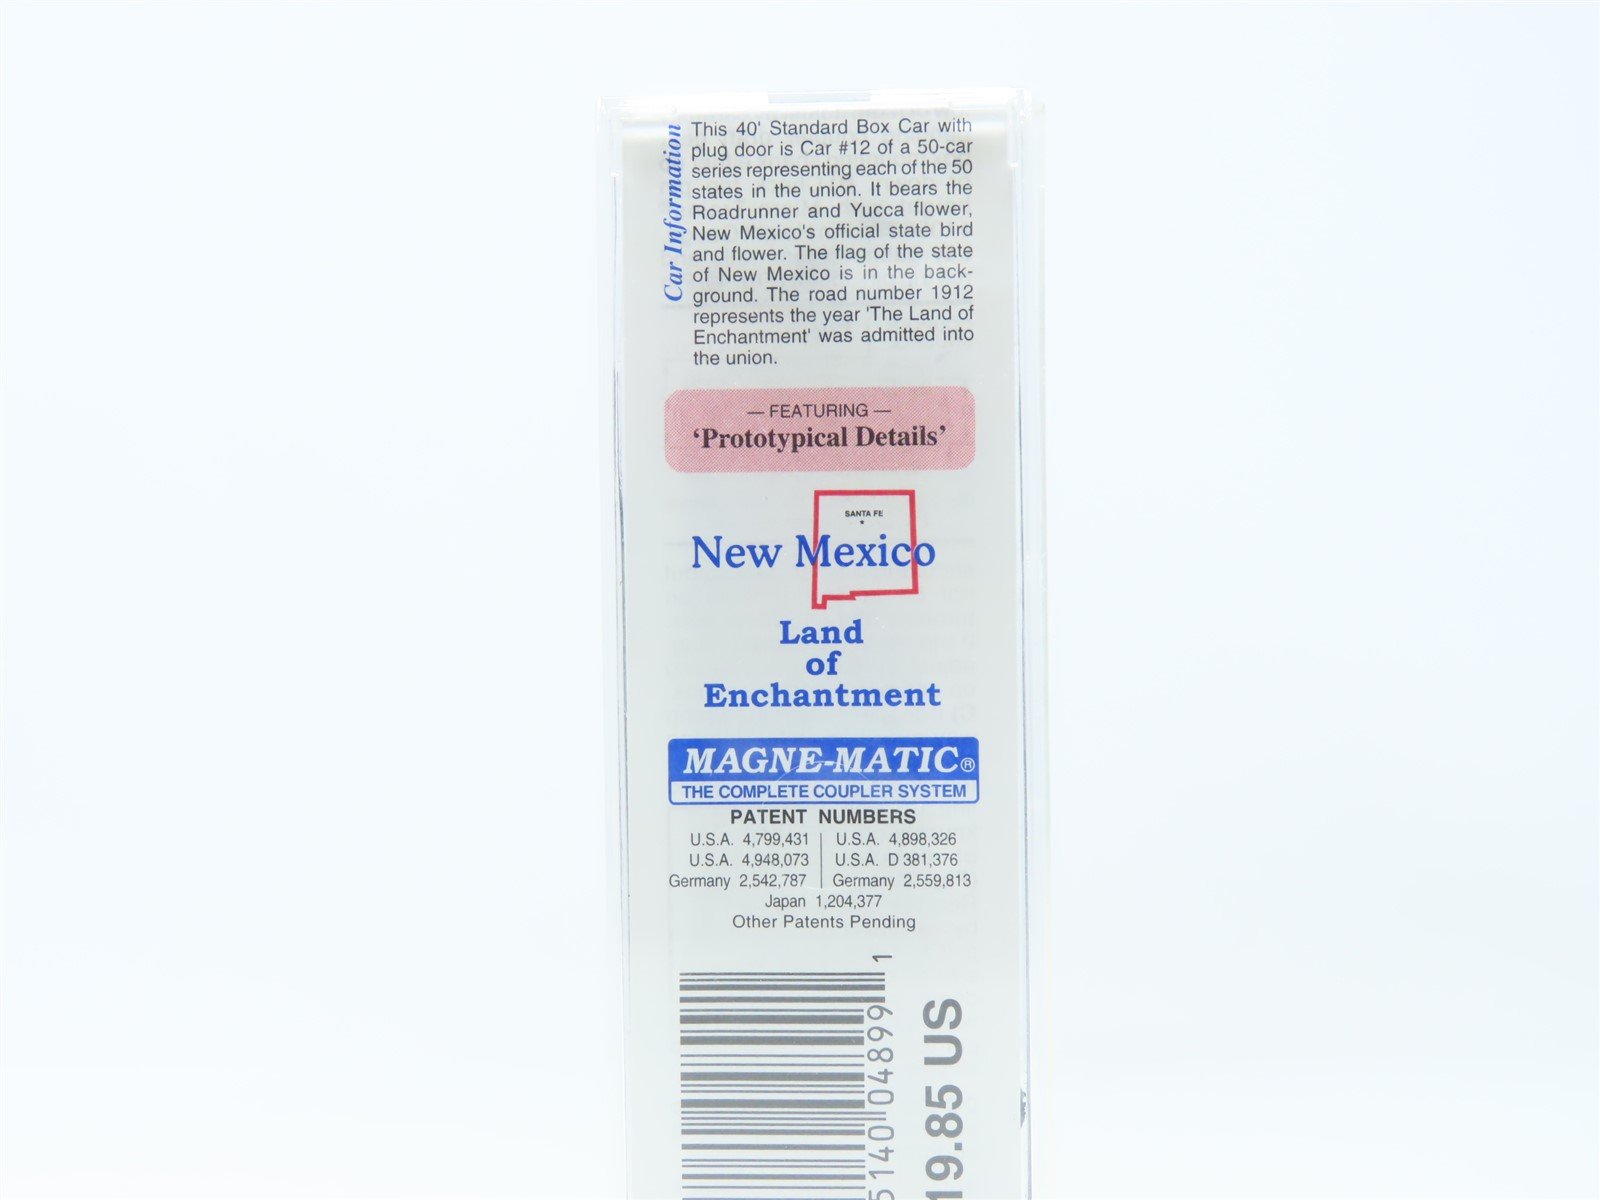 Car Information
This 40' Standard Box Car with
plug door is Car #12 of a 50-car
series representing each of the 50
states in the union. It bears the
Roadrunner and Yucca flower,
New Mexico's official state bird
and flower. The flag of the state
of New Mexico is in the back-
ground. The road number 1912
represents the year 'The Land of
Enchantment' was admitted into
the union.
— FEATURING —
‘Prototypical Details’
SANTA FE
New Mexico
Land
of
Enchantment
MAGNE-MATIC®
THE COMPLETE COUPLER SYSTEM
PATENT NUMBERS
U.S.A. 4,799,431 U.S.A. 4,898,326
U.S.A. 4,948,073 U.S.A. D 381,376
Germany 2,542,787 Germany 2,559,813
Japan 1,204,377
Other Patents Pending
5140 04899 1
19.85 US